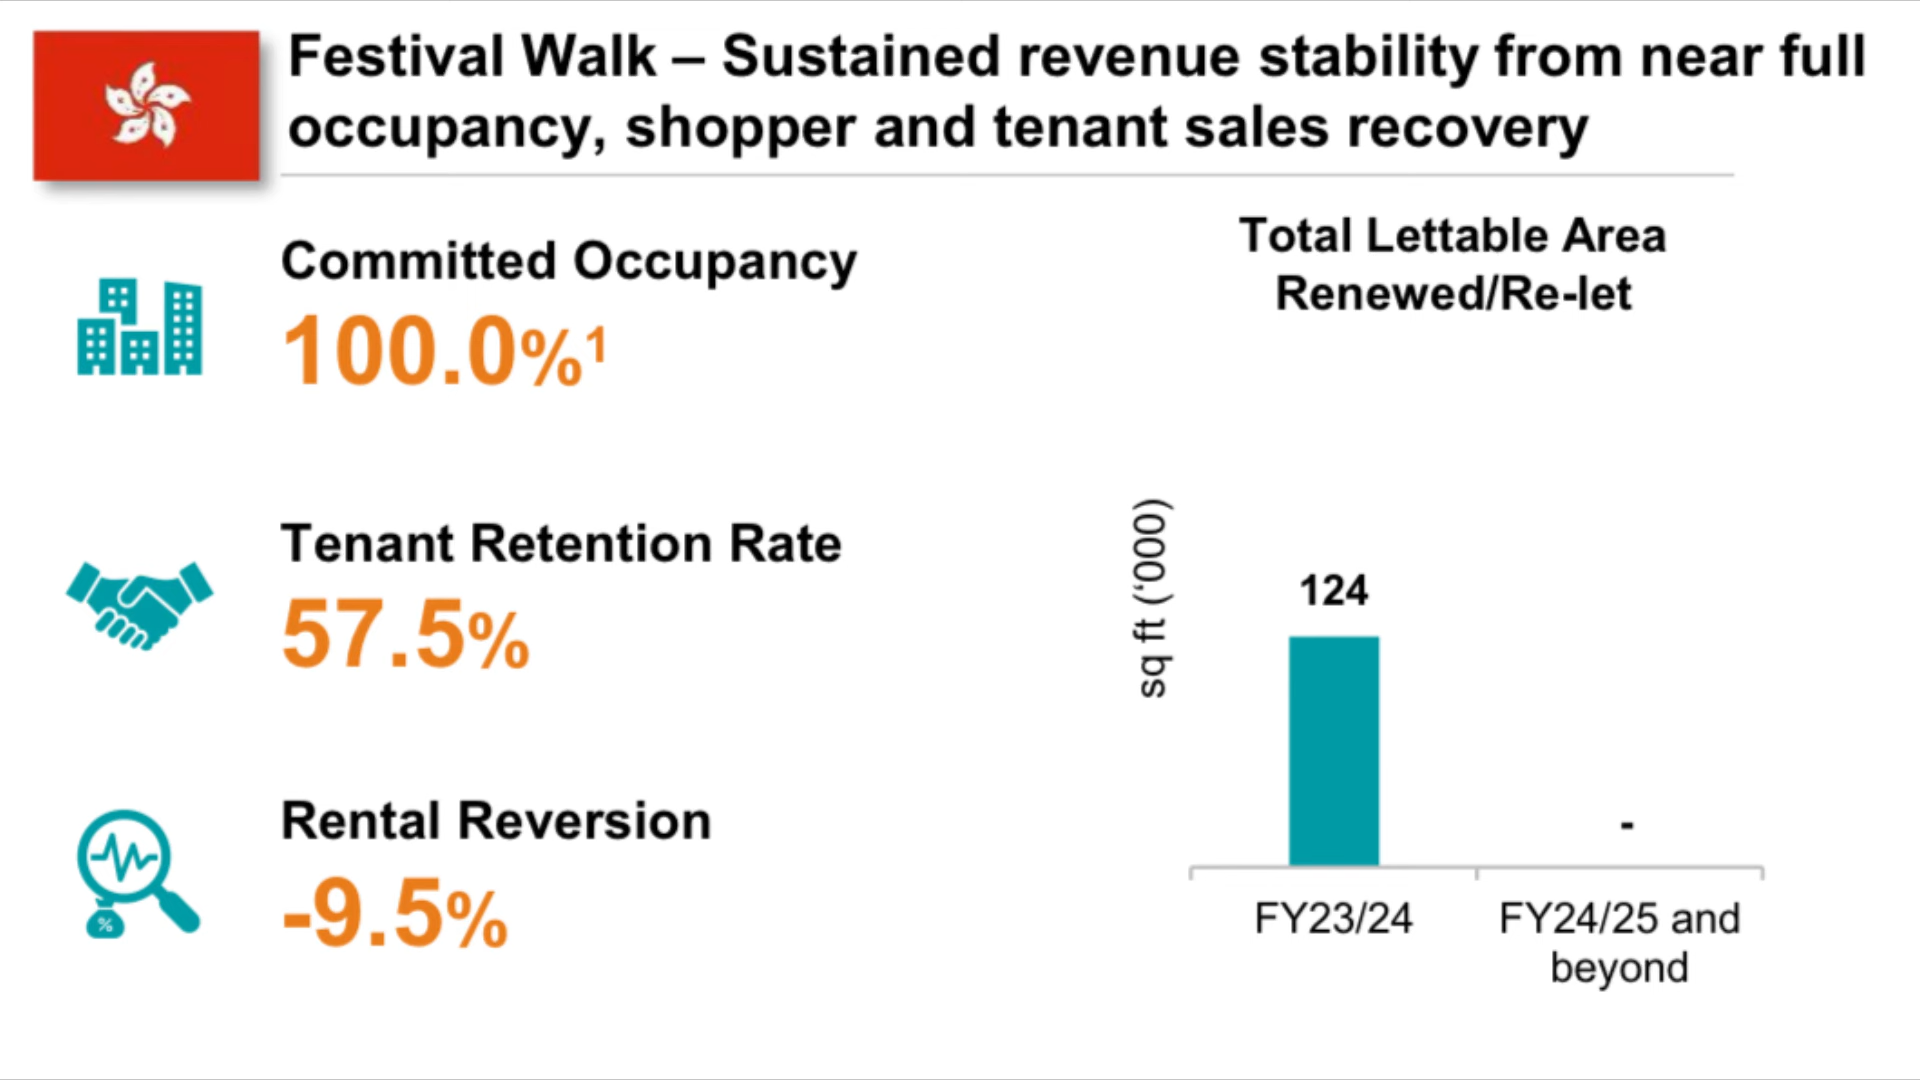 Festival Walk – Sustained revenue stability from near full
occupancy, shopper and tenant sales recovery
Committed Occupancy
100.0%¹
Tenant Retention Rate
57.5%
Rental Reversion
-9.5%
%
Total Lettable Area
Renewed/Re-let
sq ft (‘000)
124
-
FY23/24
FY24/25 and
beyond